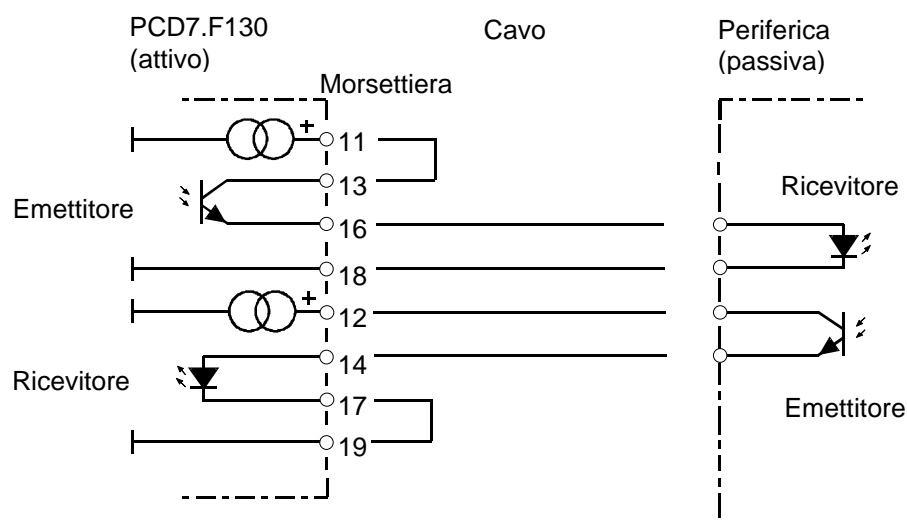 PCD7.F130
(attivo)
Cavo
Periferica
(passiva)
Morsettiera
+
11
13
Ricevitore
Emettitore
16
18
+
12
14
Ricevitore
17
Emettitore
19